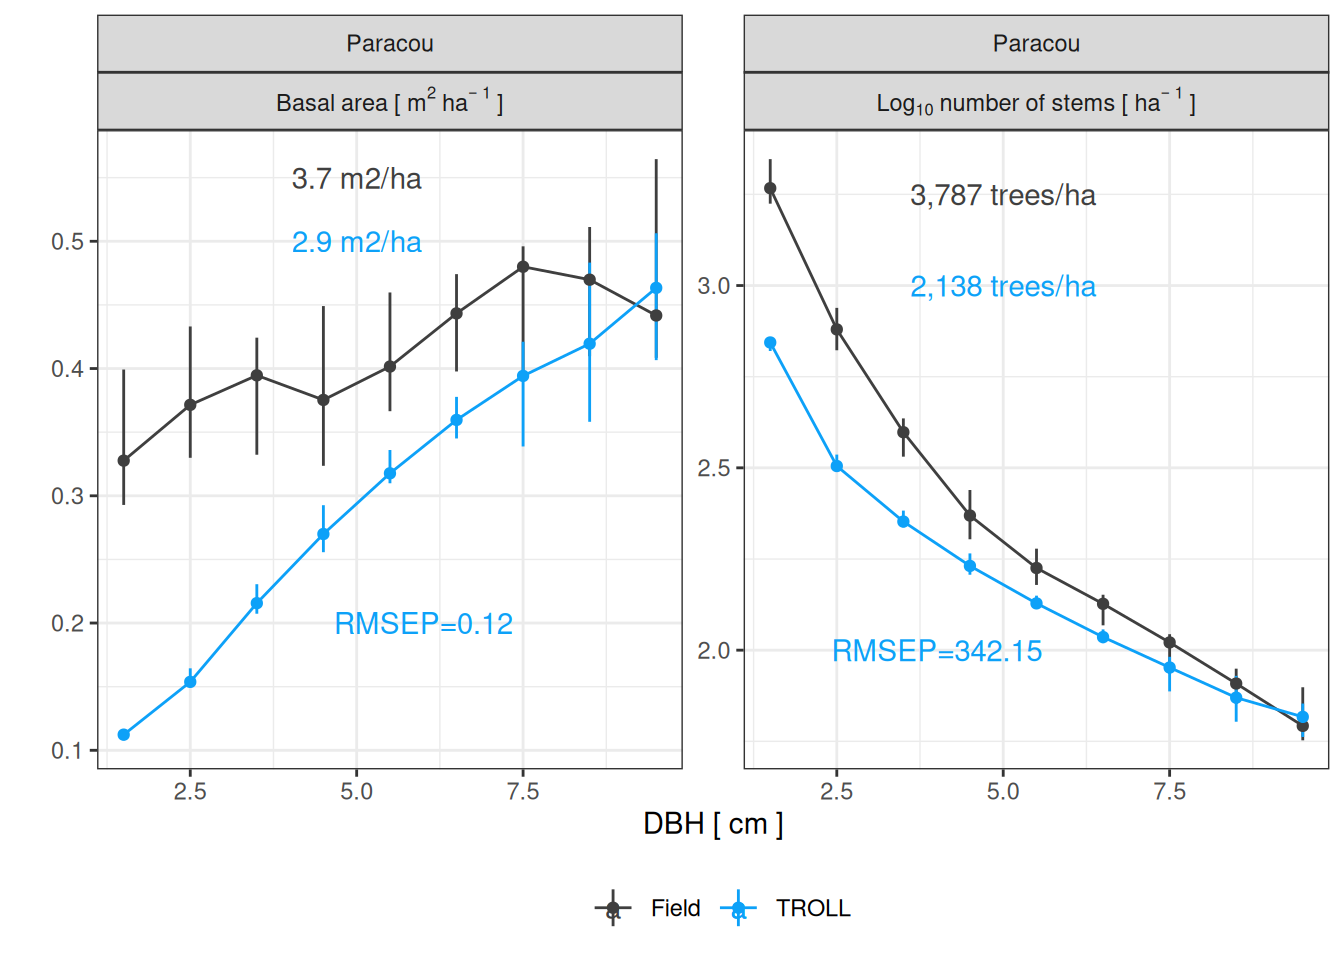 Paracou
Basal area [ m² ha⁻¹ ]
3.7 m2/ha
2.9 m2/ha
RMSEP=0.12
0.5
0.4
0.3
0.2
0.1
2.5 5.0 7.5
Paracou
Log₁₀ number of stems [ ha⁻¹ ]
3,787 trees/ha
2,138 trees/ha
RMSEP=342.15
3.0
2.5
2.0
2.5 5.0 7.5
DBH [ cm ]
a Field a TROLL